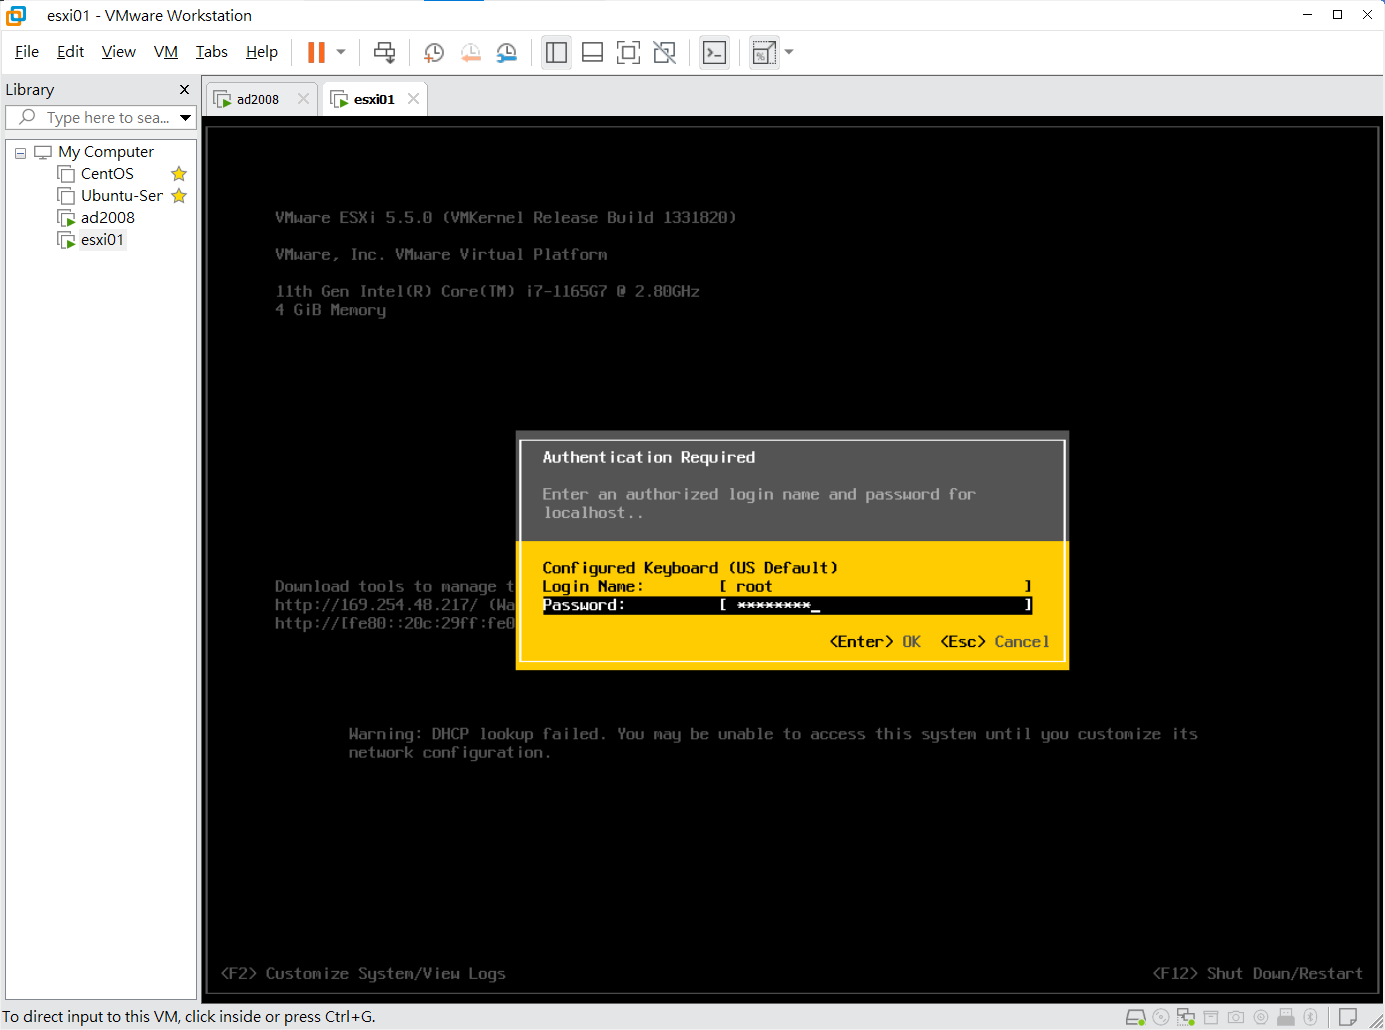 esxi01 - VMware Workstation
File Edit View VM Tabs Help
Library
Type here to sea...
My Computer
CentOS
Ubuntu-Ser
ad2008
esxi01
ad2008
esxi01
VMware ESXi 5.5.0 (VMKernel Release Build 1331820)
VMware, Inc. VMware Virtual Platform
11th Gen Intel(R) Core(TM) i7-1165G7 @ 2.80GHz
4 GiB Memory
Authentication Required
Enter an authorized login name and password for
localhost..
Configured Keyboard (US Default)
Login Name: [ root ]
Password: [ ********_ ]
<Enter> OK <Esc> Cancel
Download tools to manage t
http://169.254.48.217/ (Wa
http://[fe80::20c:29ff:fe0
Warning: DHCP lookup failed. You may be unable to access this system until you customize its
network configuration.
<F2> Customize System/View Logs
<F12> Shut Down/Restart
To direct input to this VM, click inside or press Ctrl+G.